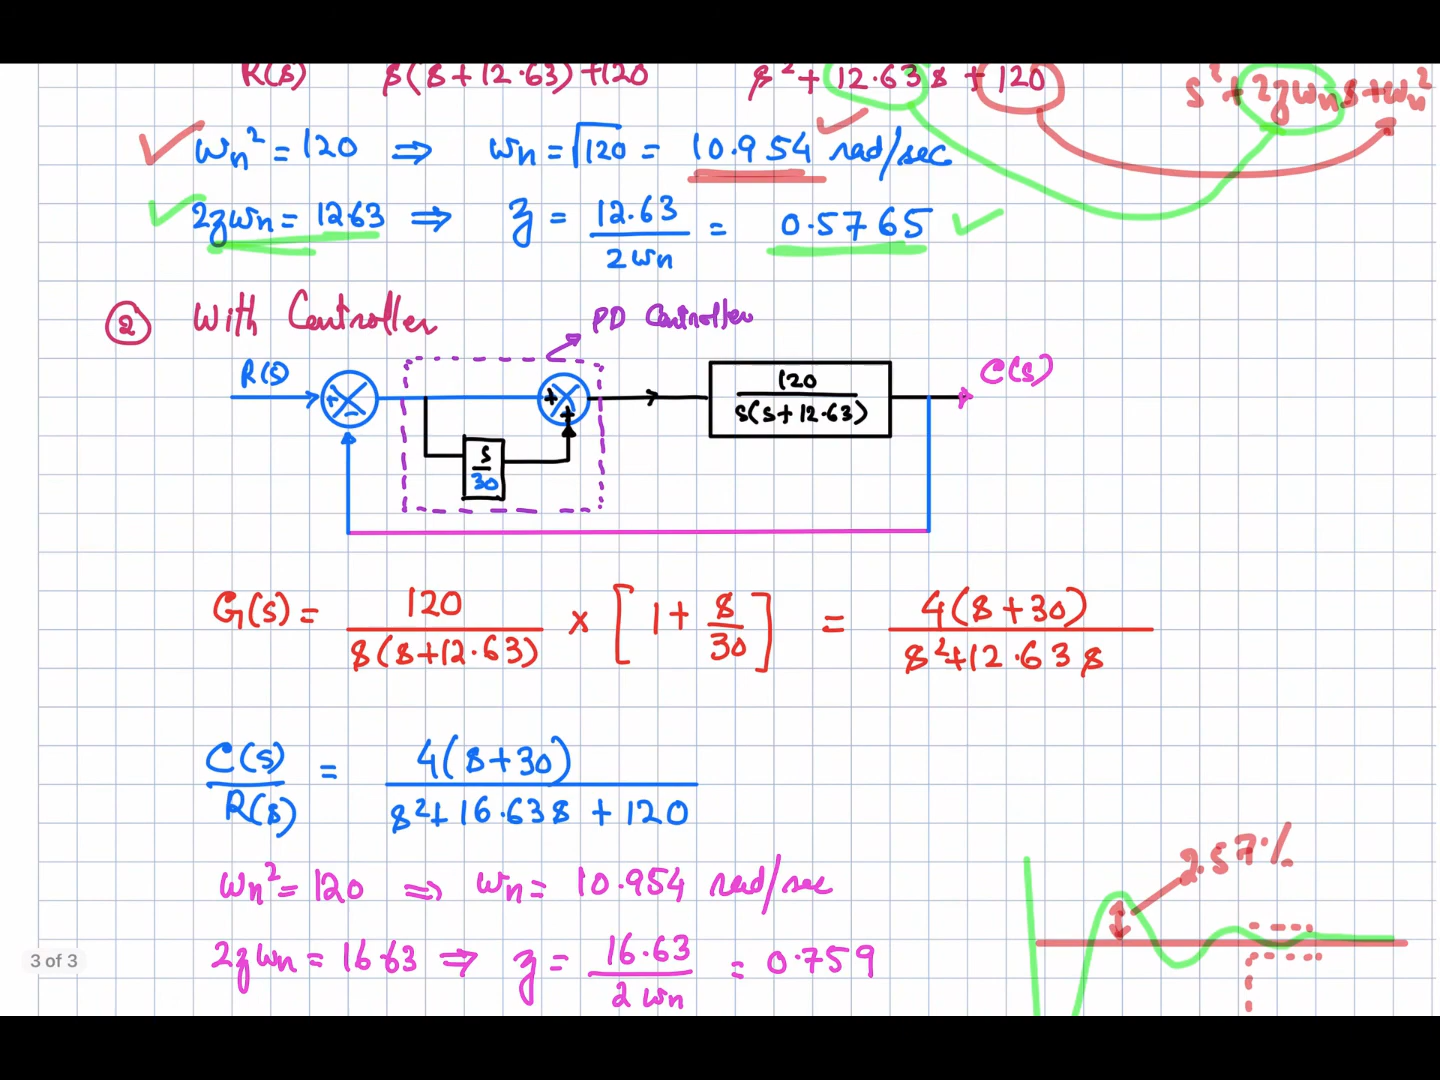 R(s) s(s+12.63)+120 s²+12.63s+120 s²+2ζωns+ωn²
ωn² = 120 ⇒ ωn = √120 = 10.954 rad/sec
2ζωn = 12.63 ⇒ ζ = 12.63/2ωn = 0.5765
② With Controller
PD Controller
R(s) + - + + 120/s(s+12.63) C(s)
s/30
G(s) = 120/s(s+12.63) × [1 + s/30] = 4(s+30)/s²+12.63s
C(s)/R(s) = 4(s+30)/s²+16.63s+120
2.57%
ωn² = 120 ⇒ ωn = 10.954 rad/sec
2ζωn = 16.63 ⇒ ζ = 16.63/2ωn = 0.759
3 of 3